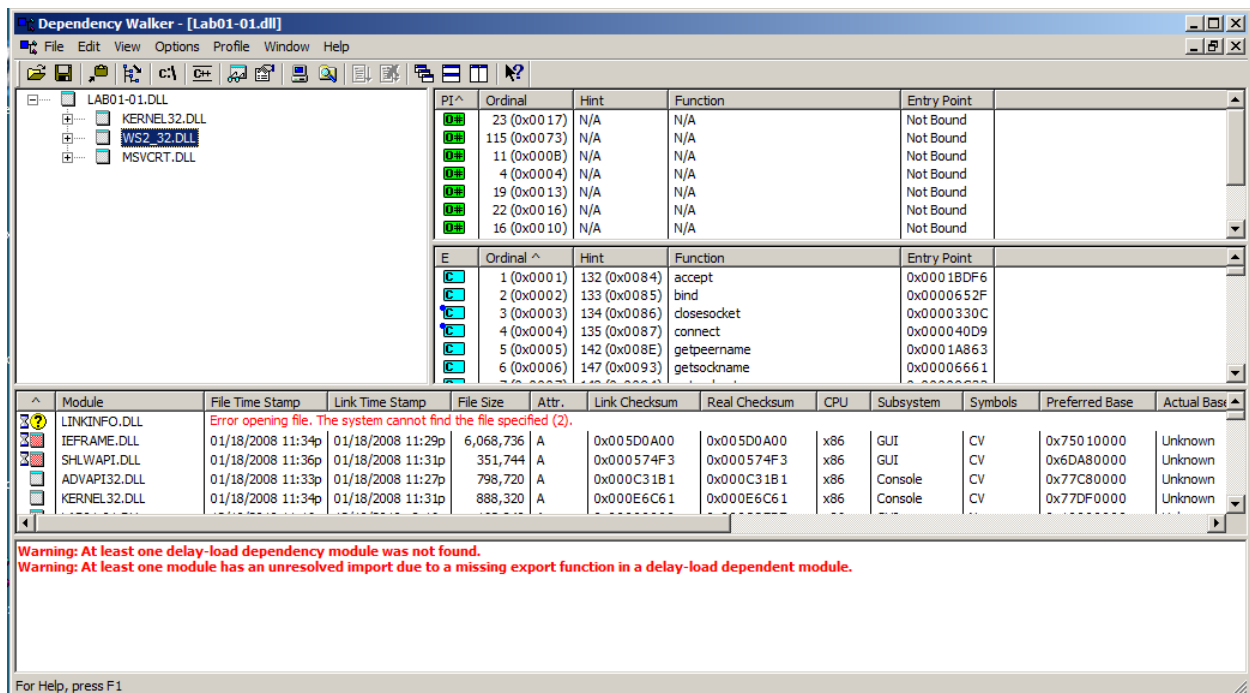 Dependency Walker - [Lab01-01.dll]
File Edit View Options Profile Window Help
C:\ C++
LAB01-01.DLL
KERNEL32.DLL
WS2_32.DLL
MSVCRT.DLL
PI^ Ordinal Hint Function Entry Point
O# 23 (0x0017) N/A N/A Not Bound
O# 115 (0x0073) N/A N/A Not Bound
O# 11 (0x000B) N/A N/A Not Bound
O# 4 (0x0004) N/A N/A Not Bound
O# 19 (0x0013) N/A N/A Not Bound
O# 22 (0x0016) N/A N/A Not Bound
O# 16 (0x0010) N/A N/A Not Bound
E Ordinal ^ Hint Function Entry Point
C 1 (0x0001) 132 (0x0084) accept 0x0001BDF6
C 2 (0x0002) 133 (0x0085) bind 0x0000652F
C 3 (0x0003) 134 (0x0086) closesocket 0x0000330C
C 4 (0x0004) 135 (0x0087) connect 0x000040D9
C 5 (0x0005) 142 (0x008E) getpeername 0x0001A863
C 6 (0x0006) 147 (0x0093) getsockname 0x00006661
^ Module File Time Stamp Link Time Stamp File Size Attr. Link Checksum Real Checksum CPU Subsystem Symbols Preferred Base Actual Base
? LINKINFO.DLL Error opening file. The system cannot find the file specified (2).
IEFRAME.DLL 01/18/2008 11:34p 01/18/2008 11:29p 6,068,736 A 0x005D0A00 0x005D0A00 x86 GUI CV 0x75010000 Unknown
SHLWAPI.DLL 01/18/2008 11:36p 01/18/2008 11:31p 351,744 A 0x000574F3 0x000574F3 x86 GUI CV 0x6DA80000 Unknown
ADVAPI32.DLL 01/18/2008 11:33p 01/18/2008 11:27p 798,720 A 0x000C31B1 0x000C31B1 x86 Console CV 0x77C80000 Unknown
KERNEL32.DLL 01/18/2008 11:34p 01/18/2008 11:31p 888,320 A 0x000E6C61 0x000E6C61 x86 Console CV 0x77DF0000 Unknown
Warning: At least one delay-load dependency module was not found.
Warning: At least one module has an unresolved import due to a missing export function in a delay-load dependent module.
For Help, press F1